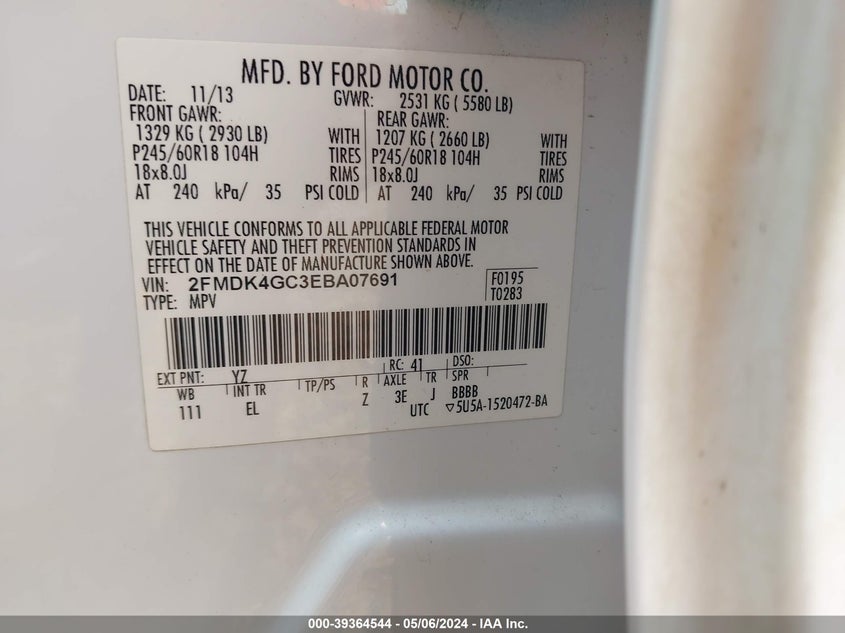 MFD. BY FORD MOTOR CO.
DATE: 11/13 GVWR: 2531 KG ( 5580 LB)
FRONT GAWR: REAR GAWR:
1329 KG ( 2930 LB) WITH 1207 KG ( 2660 LB) WITH
P245/60R18 104H TIRES P245/60R18 104H TIRES
18x8.0J RIMS 18x8.0J RIMS
AT 240 kPa/ 35 PSI COLD AT 240 kPa/ 35 PSI COLD
THIS VEHICLE CONFORMS TO ALL APPLICABLE FEDERAL MOTOR
VEHICLE SAFETY AND THEFT PREVENTION STANDARDS IN
EFFECT ON THE DATE OF MANUFACTURE SHOWN ABOVE.
VIN: 2FMDK4GC3EBA07691 F0195
TYPE: MPV T0283
EXT PNT: YZ RC: 41 DSO:
WB INT TR TP/PS R AXLE TR SPR
111 EL Z 3E J BBBB
UTC ▽5U5A-1520472-BA
000-39364544 - 05/06/2024 - IAA Inc.